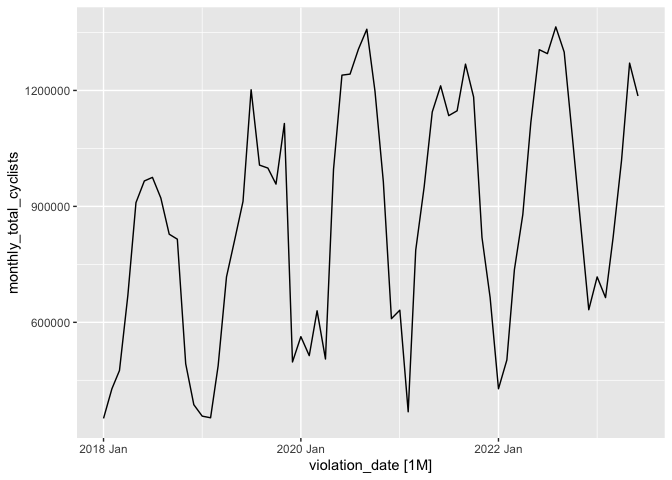 1200000
900000
600000
monthly_total_cyclists
2018 Jan
2020 Jan
2022 Jan
violation_date [1M]